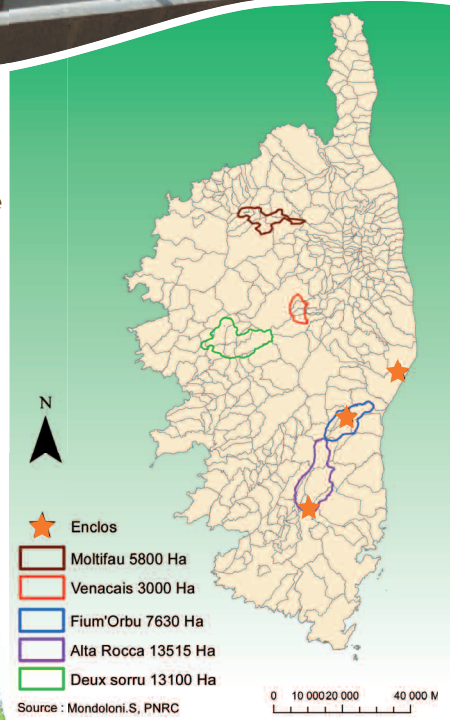 N
Enclos
Moltifau 5800 Ha
Venacais 3000 Ha
Fium'Orbu 7630 Ha
Alta Rocca 13515 Ha
Deux sorru 13100 Ha
Source : Mondoloni.S, PNRC
0 10 000 20 000 40 000 M